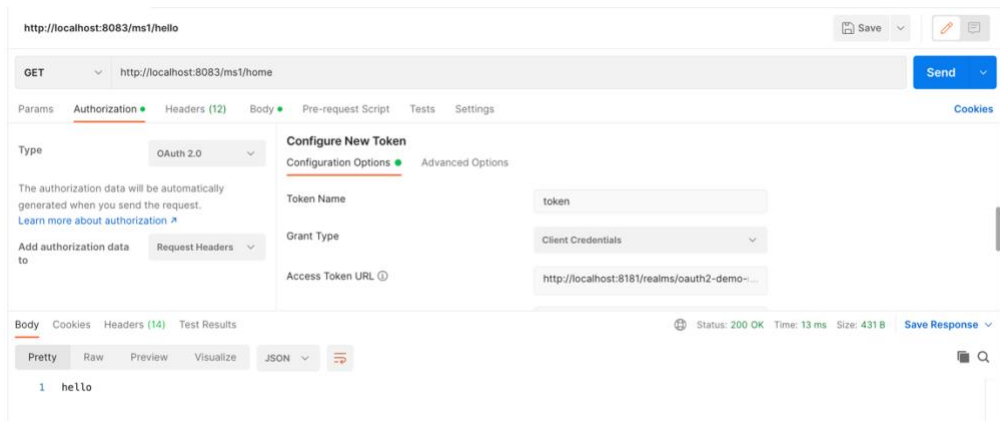 http://localhost:8083/ms1/hello
Save
GET http://localhost:8083/ms1/home Send
Params Authorization Headers (12) Body Pre-request Script Tests Settings Cookies
Type OAuth 2.0
The authorization data will be automatically
generated when you send the request.
Learn more about authorization ↗
Add authorization data
to
Request Headers
Configure New Token
Configuration Options Advanced Options
Token Name token
Grant Type Client Credentials
Access Token URL http://localhost:8181/realms/oauth2-demo-...
Body Cookies Headers (14) Test Results Status: 200 OK Time: 13 ms Size: 431 B Save Response
Pretty Raw Preview Visualize JSON
1 hello